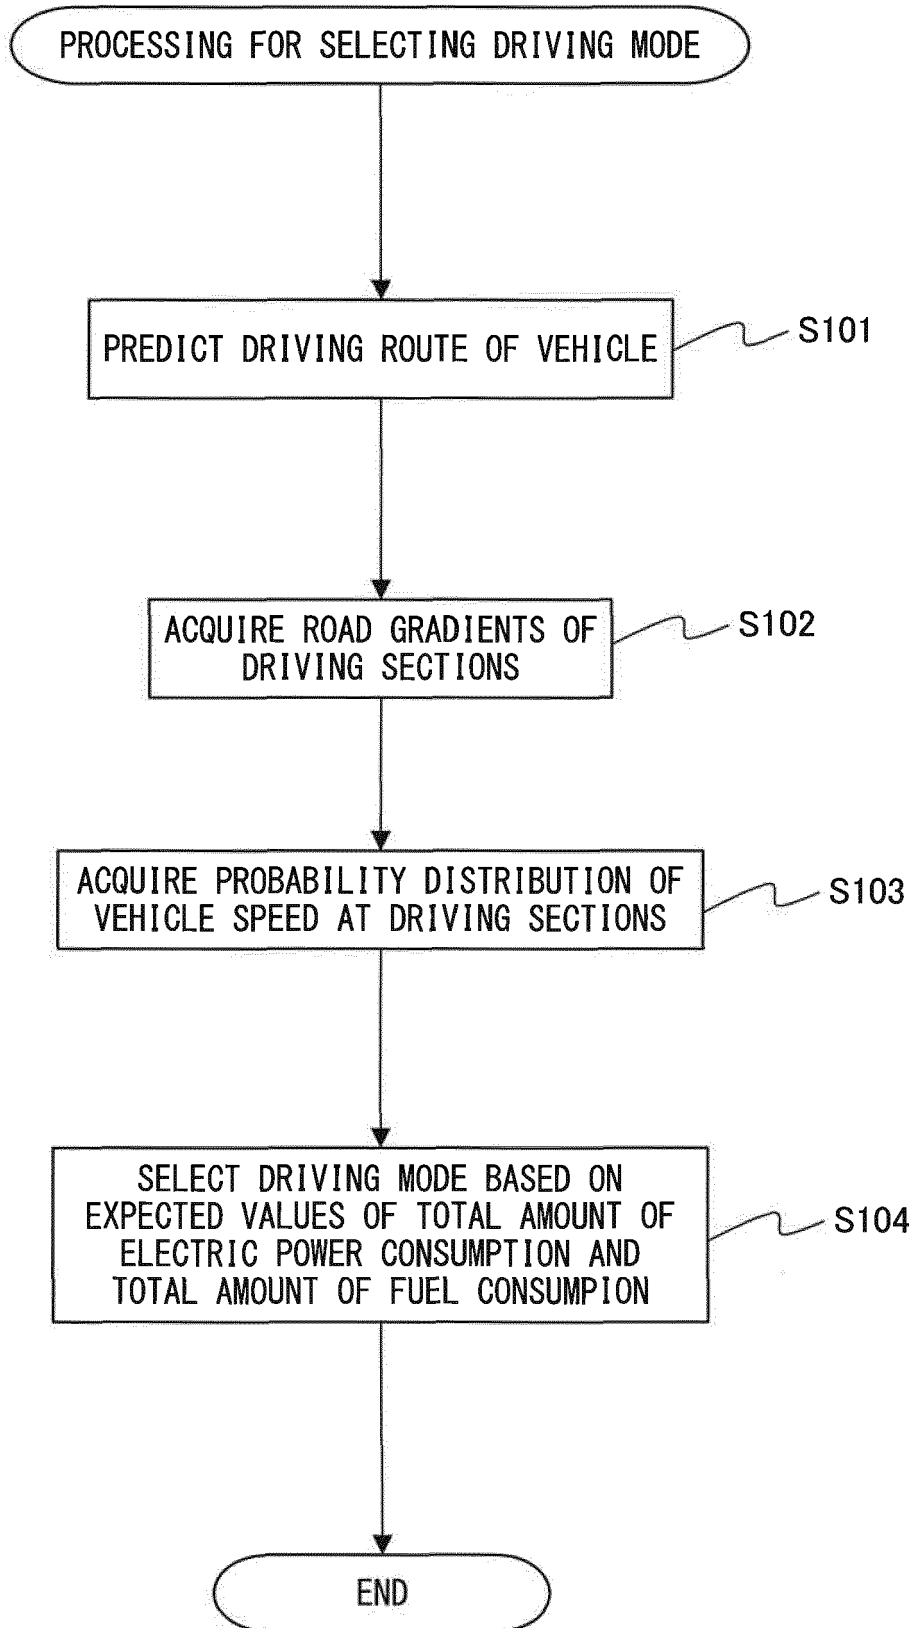 PROCESSING FOR SELECTING DRIVING MODE
PREDICT DRIVING ROUTE OF VEHICLE
S101
ACQUIRE ROAD GRADIENTS OF
DRIVING SECTIONS
S102
ACQUIRE PROBABILITY DISTRIBUTION OF
VEHICLE SPEED AT DRIVING SECTIONS
S103
SELECT DRIVING MODE BASED ON
EXPECTED VALUES OF TOTAL AMOUNT OF
ELECTRIC POWER CONSUMPTION AND
TOTAL AMOUNT OF FUEL CONSUMPION
S104
END